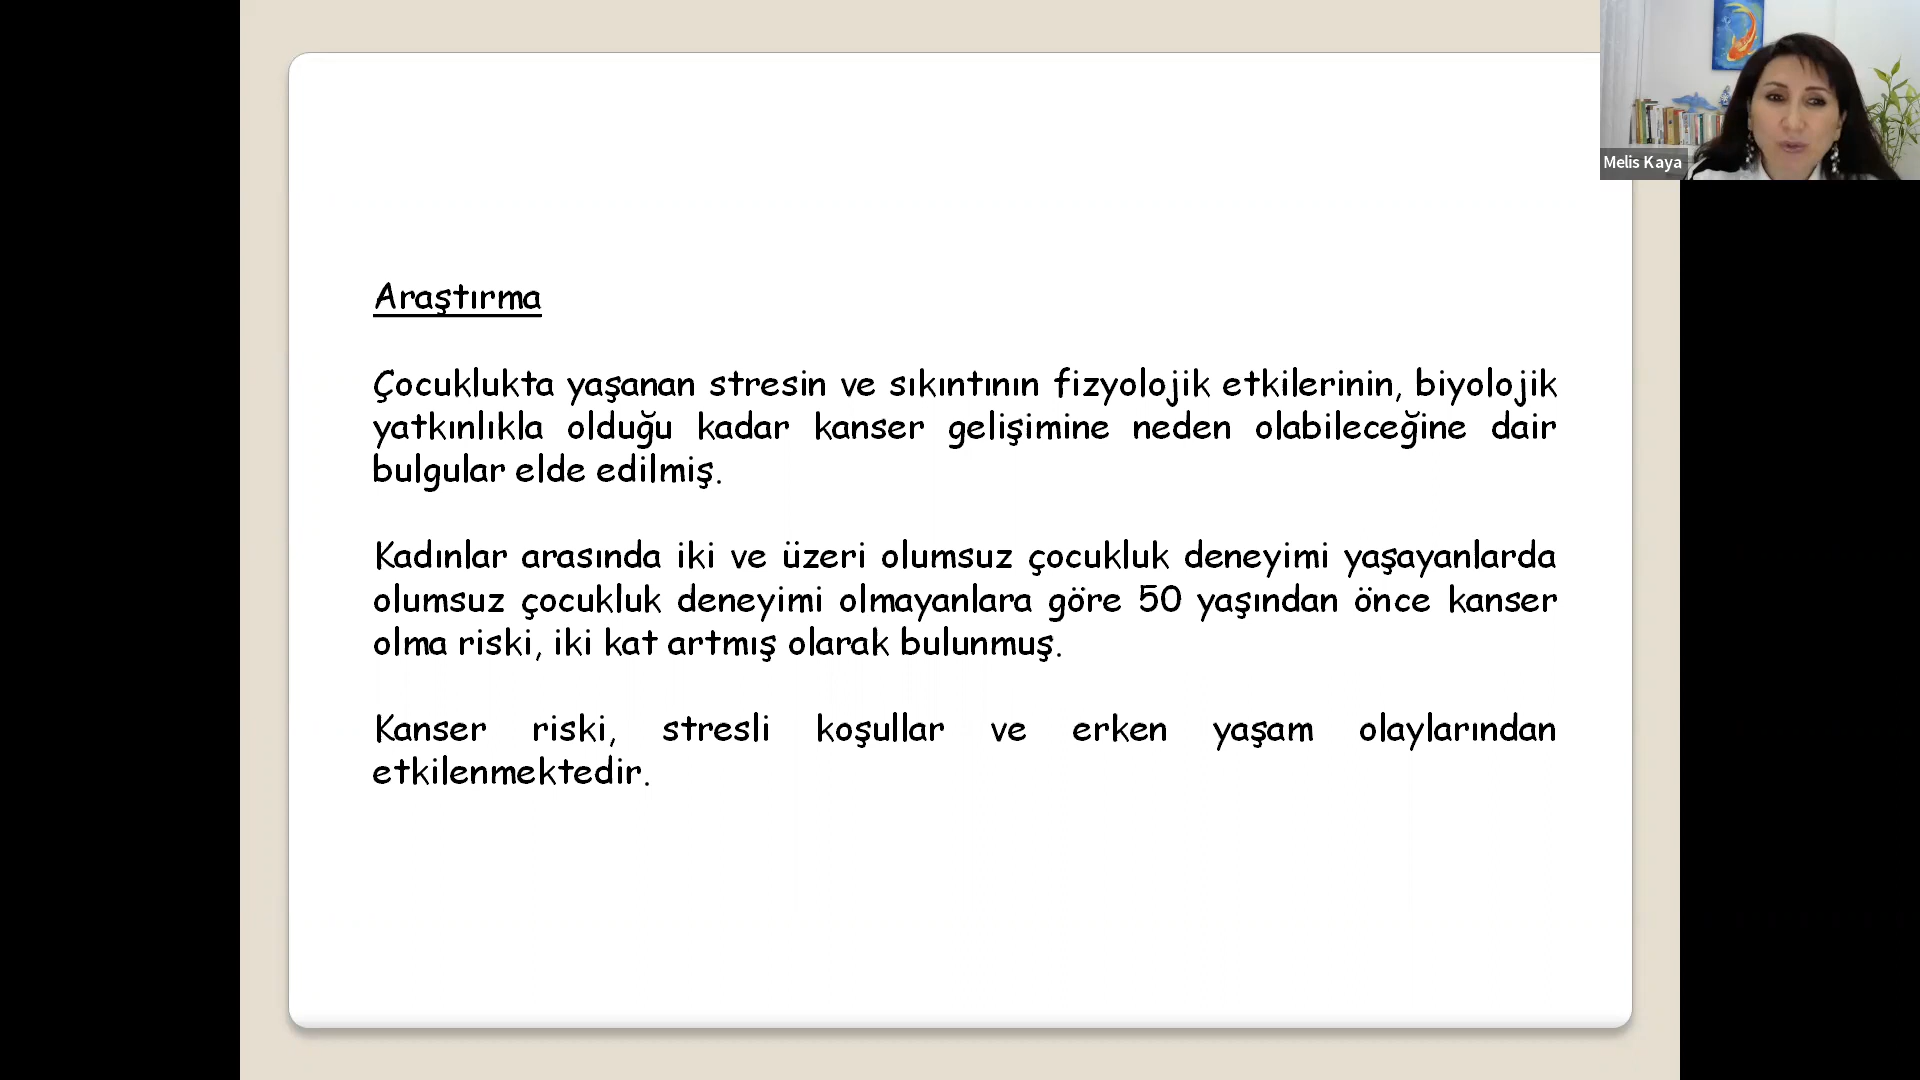 Melis Kaya
Araştırma
Çocuklukta yaşanan stresin ve sıkıntının fizyolojik etkilerinin, biyolojik
yatkınlıkla olduğu kadar kanser gelişimine neden olabileceğine dair
bulgular elde edilmiş.
Kadınlar arasında iki ve üzeri olumsuz çocukluk deneyimi yaşayanlarda
olumsuz çocukluk deneyimi olmayanlara göre 50 yaşından önce kanser
olma riski, iki kat artmış olarak bulunmuş.
Kanser riski, stresli koşullar ve erken yaşam olaylarından
etkilenmektedir.